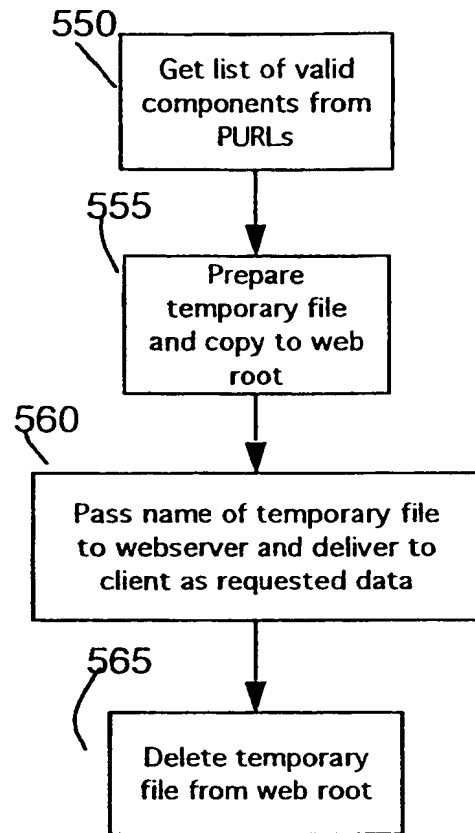 550
Get list of valid
components from
PURLs
555
Prepare
temporary file
and copy to web
root
560
Pass name of temporary file
to webserver and deliver to
client as requested data
565
Delete temporary
file from web root